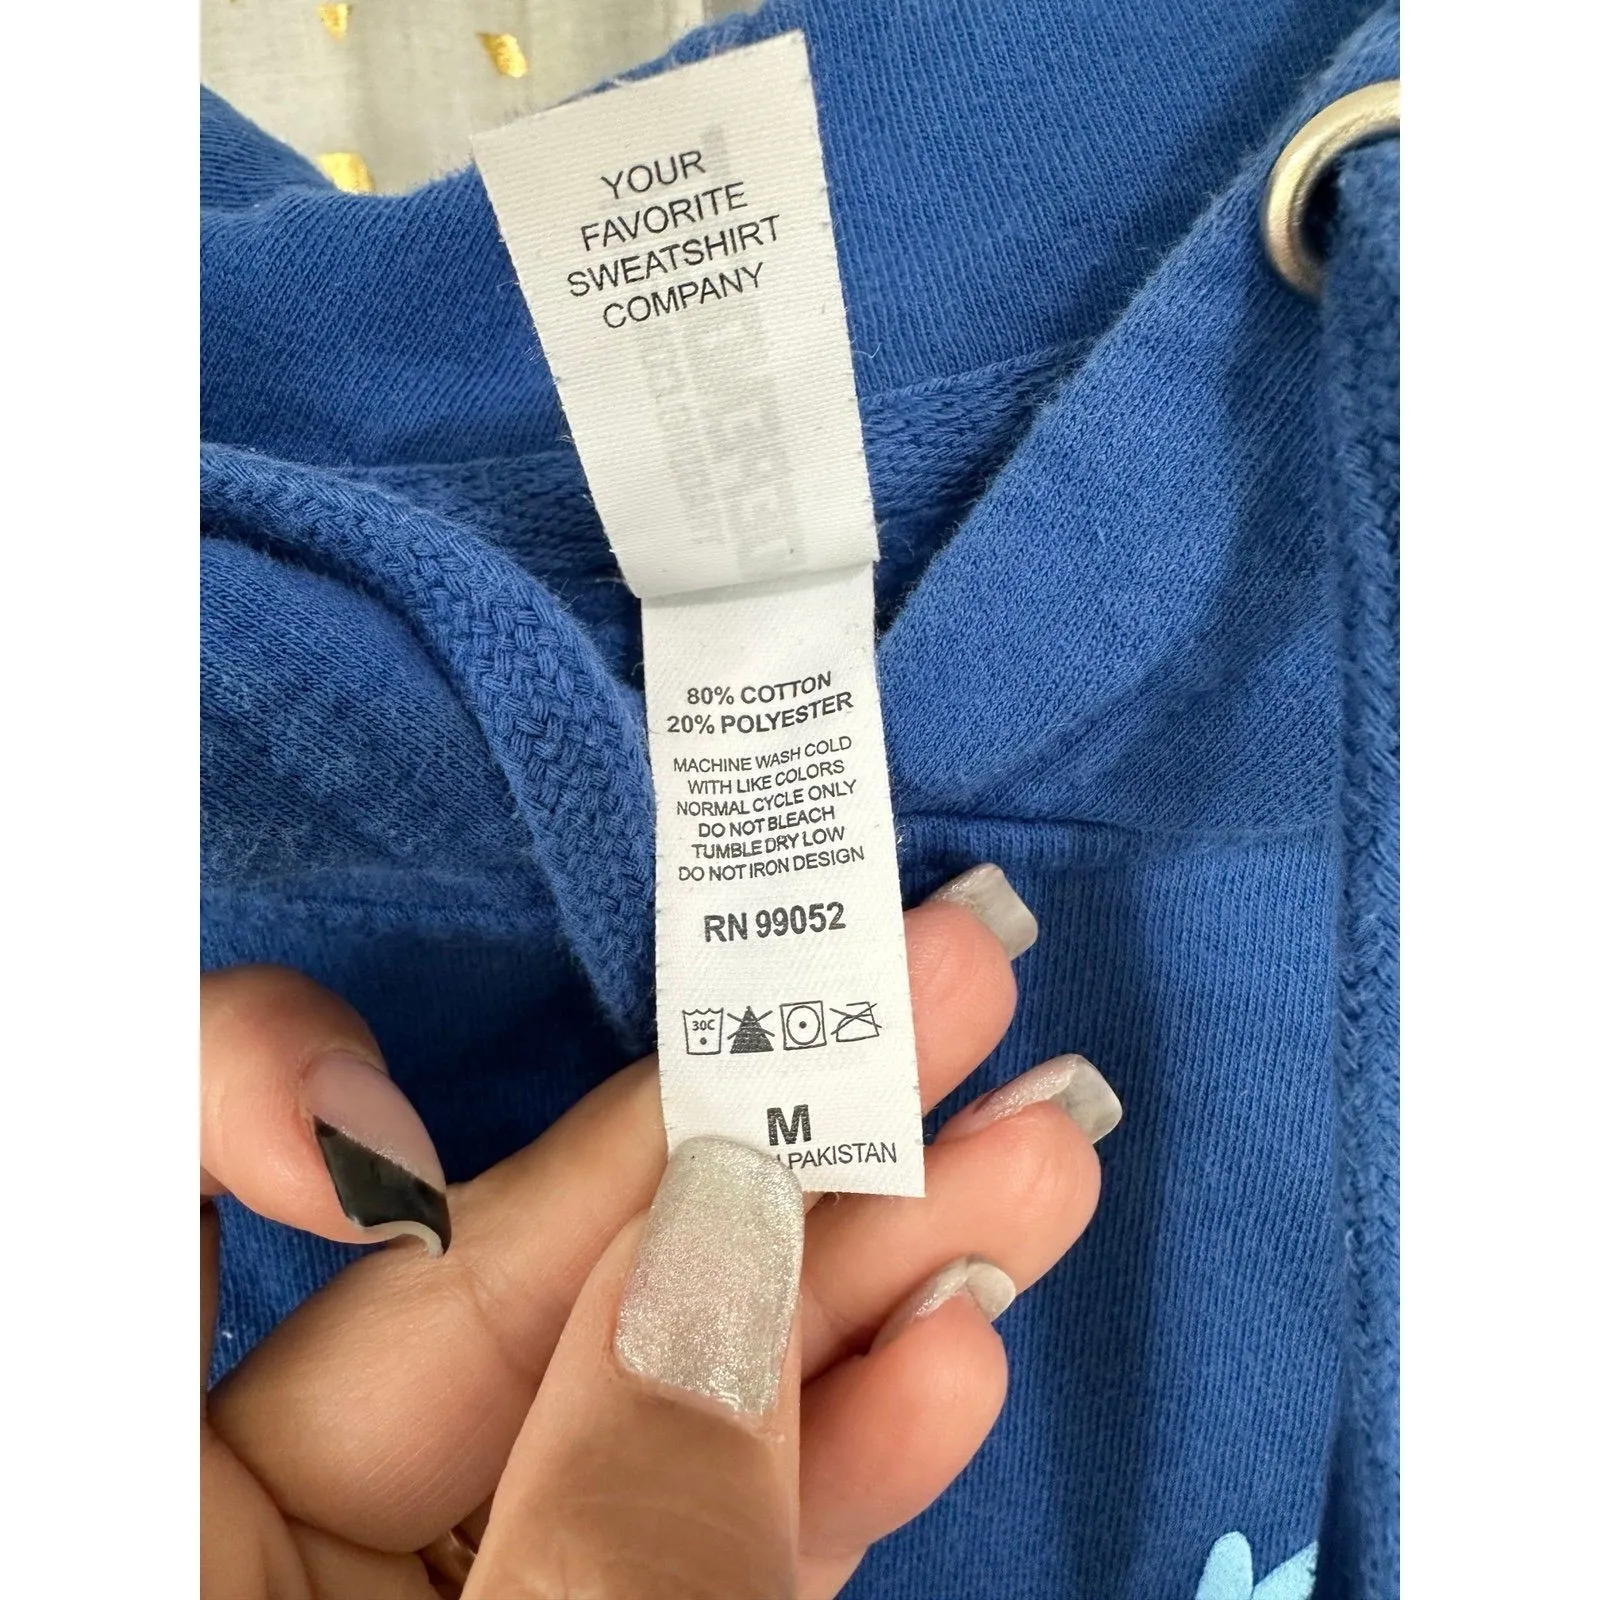 YOUR
FAVORITE
SWEATSHIRT
COMPANY
80% COTTON
20% POLYESTER
MACHINE WASH COLD
WITH LIKE COLORS
NORMAL CYCLE ONLY
DO NOT BLEACH
TUMBLE DRY LOW
DO NOT IRON DESIGN
RN 99052
30C
M
PAKISTAN